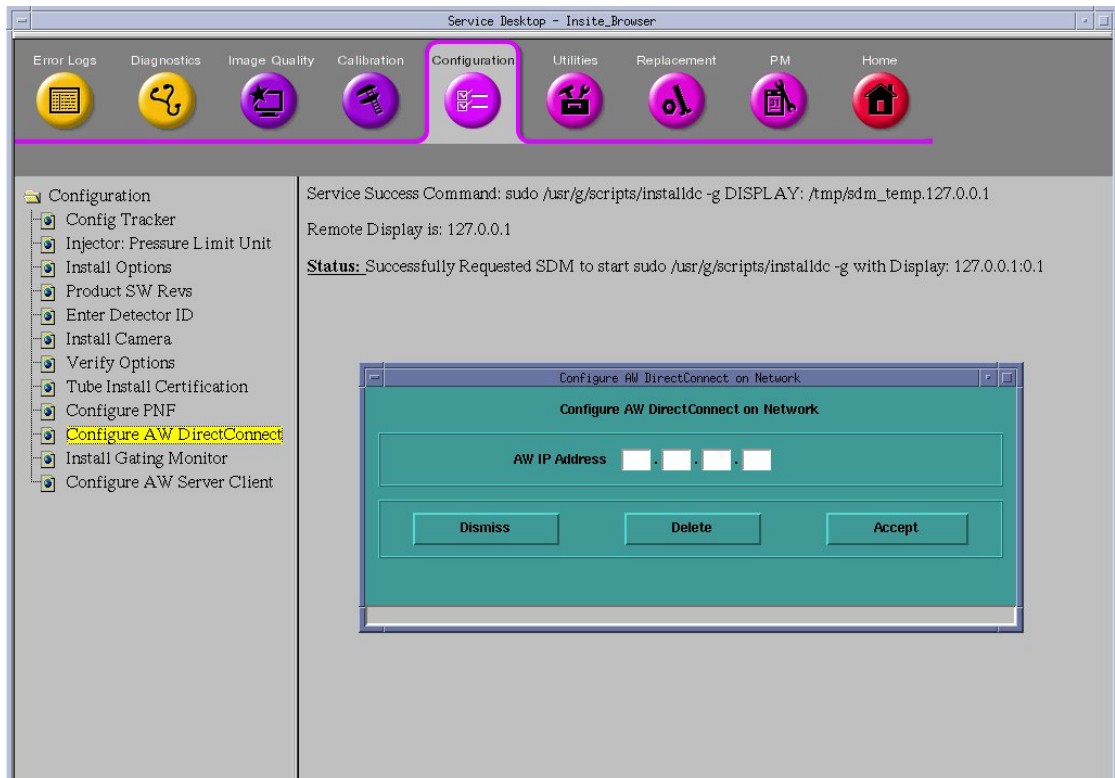 Service Desktop - Insite_Browser
Error Logs
Diagnostics
Image Quality
Calibration
Configuration
Utilities
Replacement
PM
Home
31
Configuration
Config Tracker
Injector: Pressure Limit Unit
Install Options
Product SW Revs
Enter Detector ID
Install Camera
Verify Options
Tube Install Certification
Configure PNF
Configure AW DirectConnect
Install Gating Monitor
Configure AW Server Client
Service Success Command: sudo /usr/g/scripts/installdc -g DISPLAY: /tmp/sdm_temp.127.0.0.1
Remote Display is: 127.0.0.1
Status: Successfully Requested SDM to start sudo /usr/g/scripts/installdc -g with Display: 127.0.0.1:0.1
Configure AW DirectConnect on Network
Configure AW DirectConnect on Network
AW IP Address . . .
Dismiss
Delete
Accept